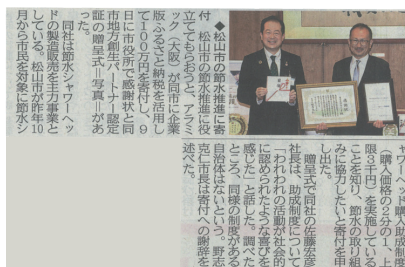 ◆松山市の節水推進に寄
付 松山市の節水推進に役
立ててもらおうと、アラミ
ック(大阪)が同市に企業
版ふるさと納税を活用し
て100万円を寄付し、9
日に市役所で感謝状と同
市地方創生パートナー認定
証の贈呈式=写真=があ
った。
同社は節水シャワーヘッ
ドの製造販売を主力事業と
している。松山市が昨年10
月から市民を対象に節水シ
ャワーヘッド購入助成制度
(購入価格の2分の1、上
限3千円)を実施している
ことを知り、節水の取り組
みに協力したいと寄付を申
し出た。
贈呈式で同社の佐藤宏彦
社長は、助成制度について
「われわれの活動が社会的
に認められたような喜びを
感じた」と話した。調べた
ところ、同様の制度がある
自治体はないという。野志
克仁市長は寄付への謝辞を
述べた。